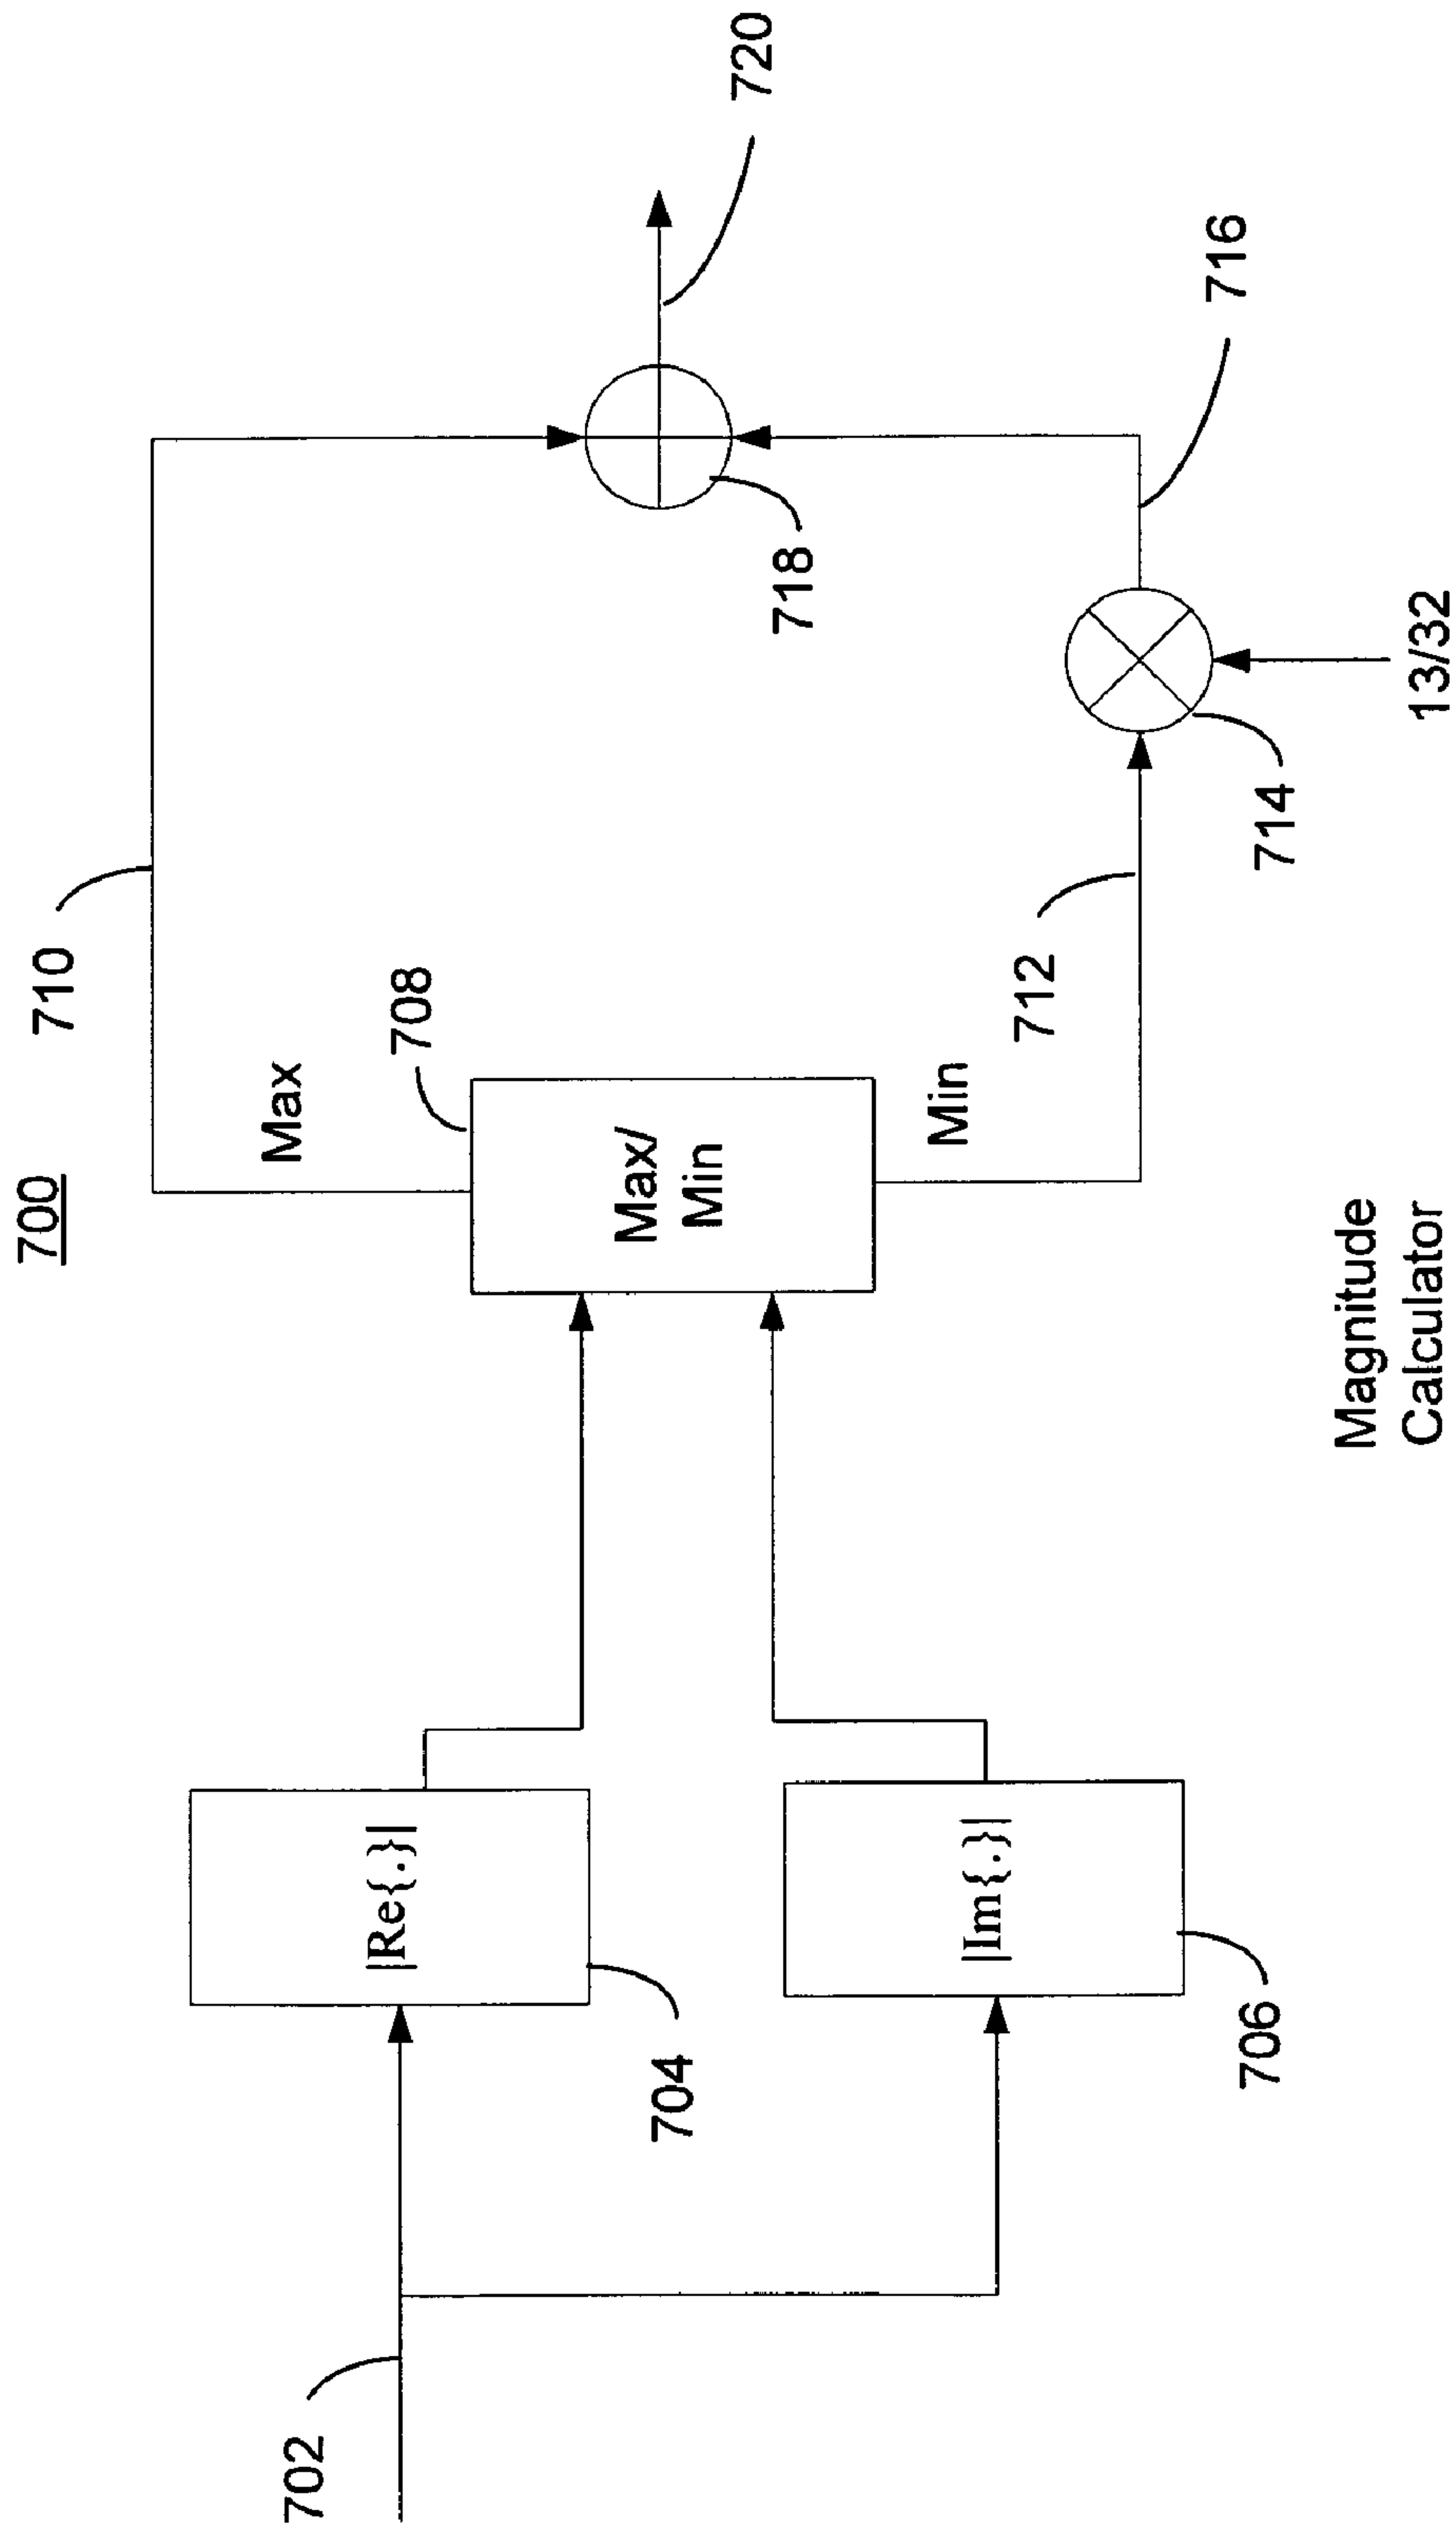 700
702
704
|Re{.}|
706
|Im{.}|
708
Max/
Min
Max
710
Min
712
714
13/32
716
718
720
Magnitude
Calculator